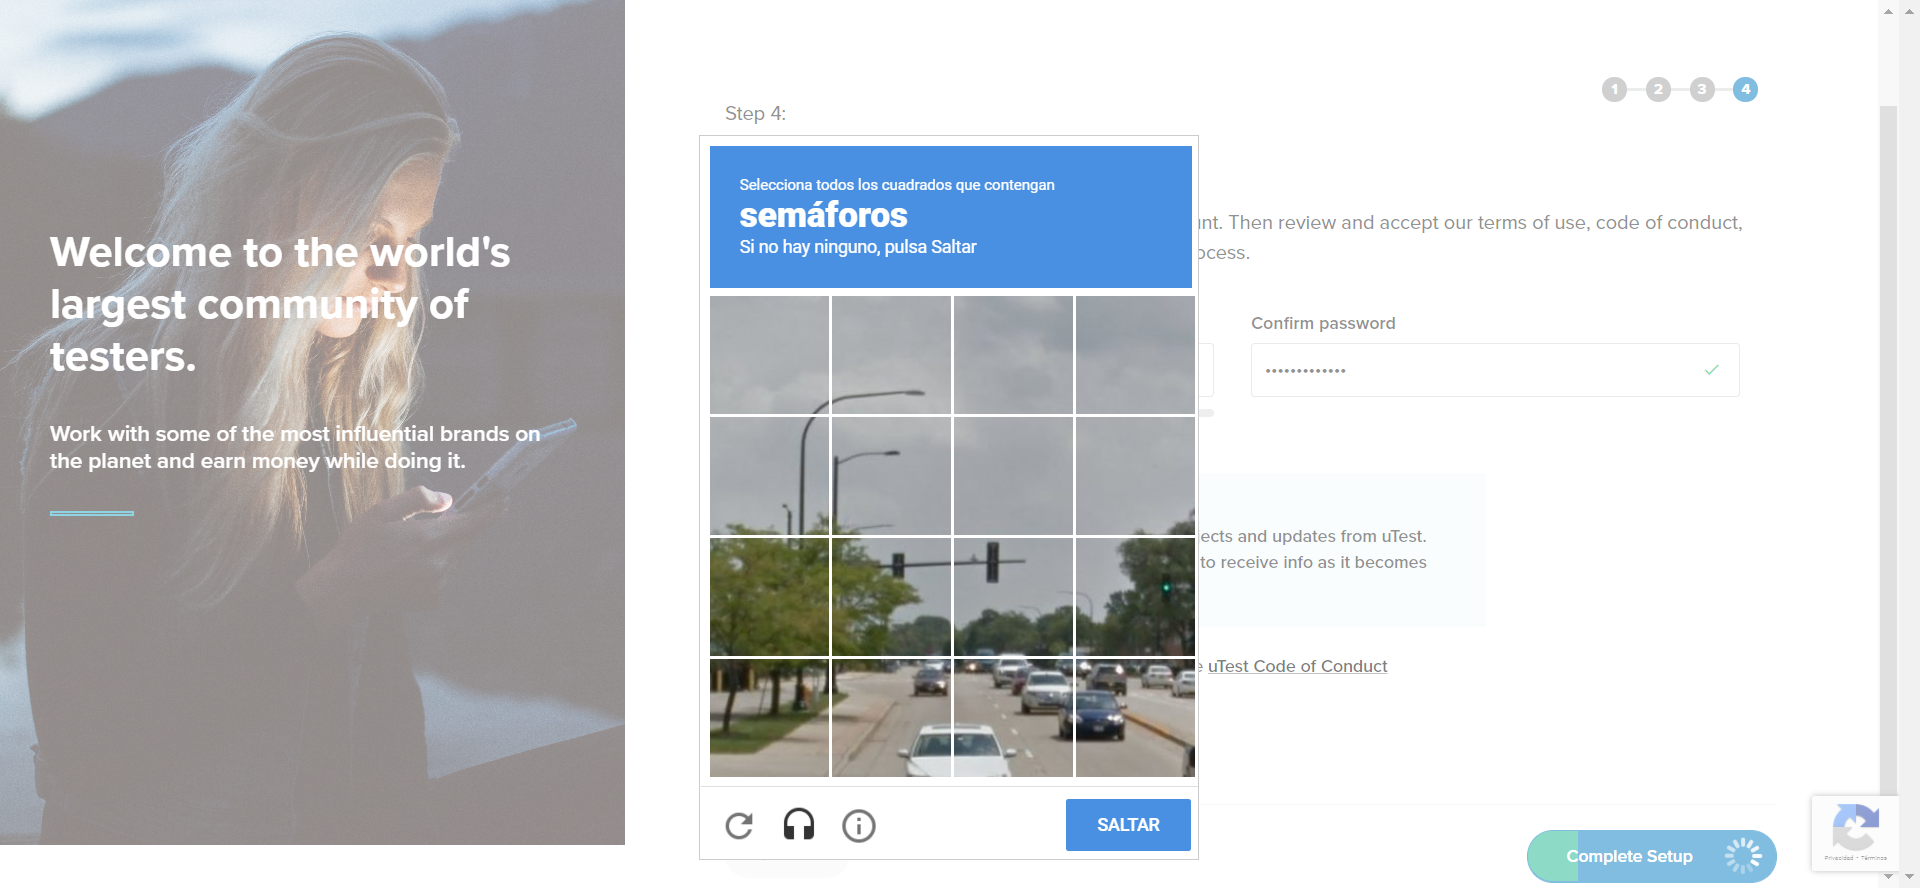 Welcome to the world's
largest community of
testers.
Work with some of the most influential brands on
the planet and earn money while doing it.
1 2 3 4
Step 4:
Selecciona todos los cuadrados que contengan
semáforos
Si no hay ninguno, pulsa Saltar
nt. Then review and accept our terms of use, code of conduct,
ocess.
Confirm password
ects and updates from uTest.
to receive info as it becomes
uTest Code of Conduct
SALTAR
Complete Setup
Privacidad • Términos